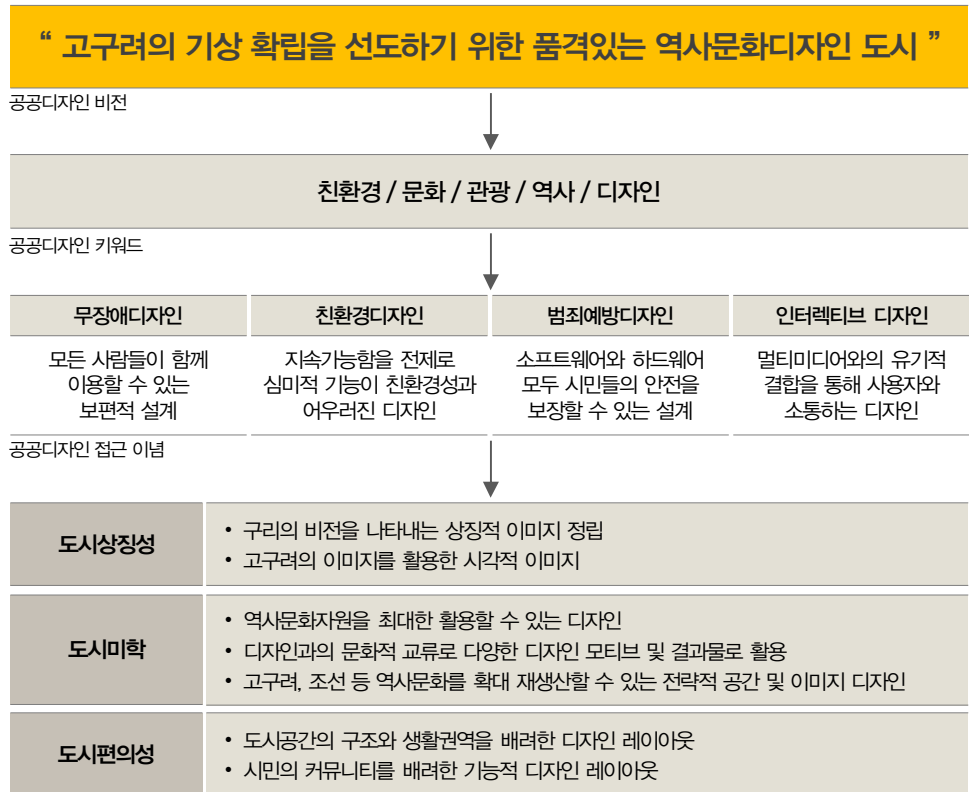 “ 고구려의 기상 확립을 선도하기 위한 품격있는 역사문화디자인 도시 ”
공공디자인 비전
친환경 / 문화 / 관광 / 역사 / 디자인
공공디자인 키워드
무장애디자인
모든 사람들이 함께
이용할 수 있는
보편적 설계
친환경디자인
지속가능함을 전제로
심미적 기능이 친환경성과
어우러진 디자인
범죄예방디자인
소프트웨어와 하드웨어
모두 시민들의 안전을
보장할 수 있는 설계
인터렉티브 디자인
멀티미디어와의 유기적
결합을 통해 사용자와
소통하는 디자인
공공디자인 접근 이념
도시상징성
• 구리의 비전을 나타내는 상징적 이미지 정립
• 고구려의 이미지를 활용한 시각적 이미지
도시미학
• 역사문화자원을 최대한 활용할 수 있는 디자인
• 디자인과의 문화적 교류로 다양한 디자인 모티브 및 결과물로 활용
• 고구려, 조선 등 역사문화를 확대 재생산할 수 있는 전략적 공간 및 이미지 디자인
도시편의성
• 도시공간의 구조와 생활권역을 배려한 디자인 레이아웃
• 시민의 커뮤니티를 배려한 기능적 디자인 레이아웃